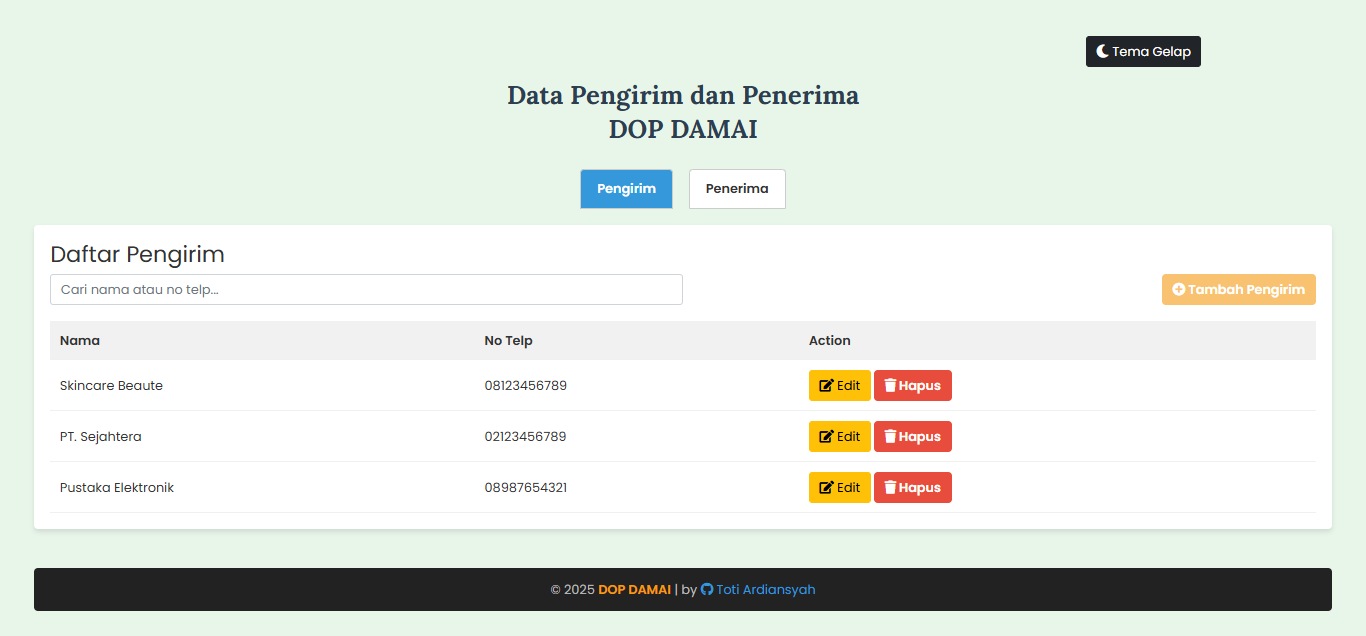 Tema Gelap
Data Pengirim dan Penerima
DOP DAMAI
Pengirim Penerima
Daftar Pengirim
Cari nama atau no telp... Tambah Pengirim
Nama No Telp Action
Skincare Beaute 08123456789 Edit Hapus
PT. Sejahtera 02123456789 Edit Hapus
Pustaka Elektronik 08987654321 Edit Hapus
© 2025 DOP DAMAI | by Toti Ardiansyah